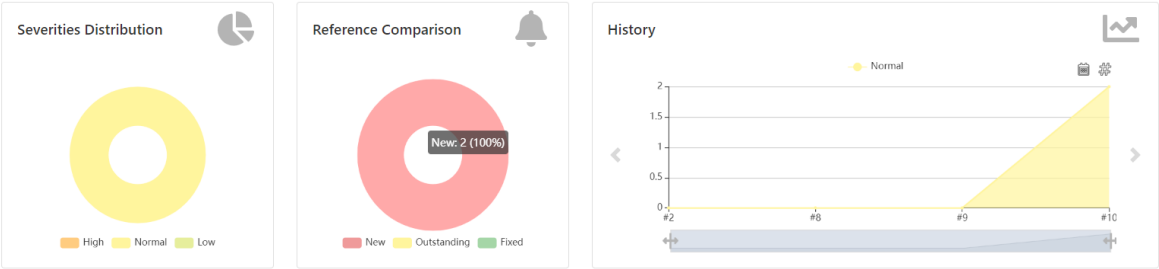 Severities Distribution
High Normal Low
Reference Comparison
New: 2 (100%)
New Outstanding Fixed
History
Normal
2
1.5
1
0.5
0
#2 #8 #9 #10